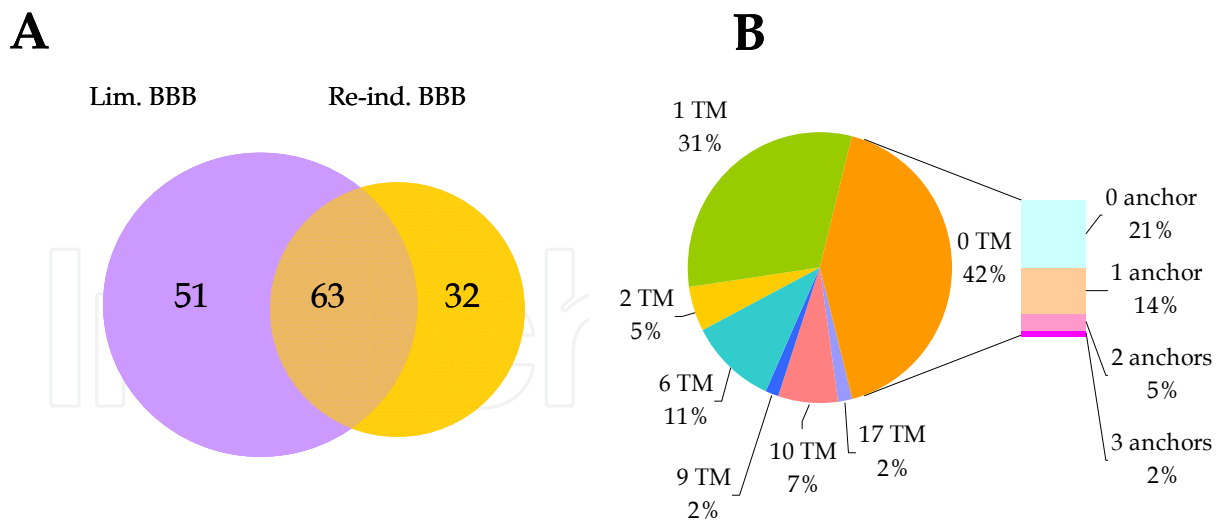 A
B
Lim. BBB
Re-ind. BBB
51
63
32
1 TM
31%
0 TM
42%
2 TM
5%
6 TM
11%
9 TM
2%
10 TM
7%
17 TM
2%
0 anchor
21%
1 anchor
14%
2 anchors
5%
3 anchors
2%